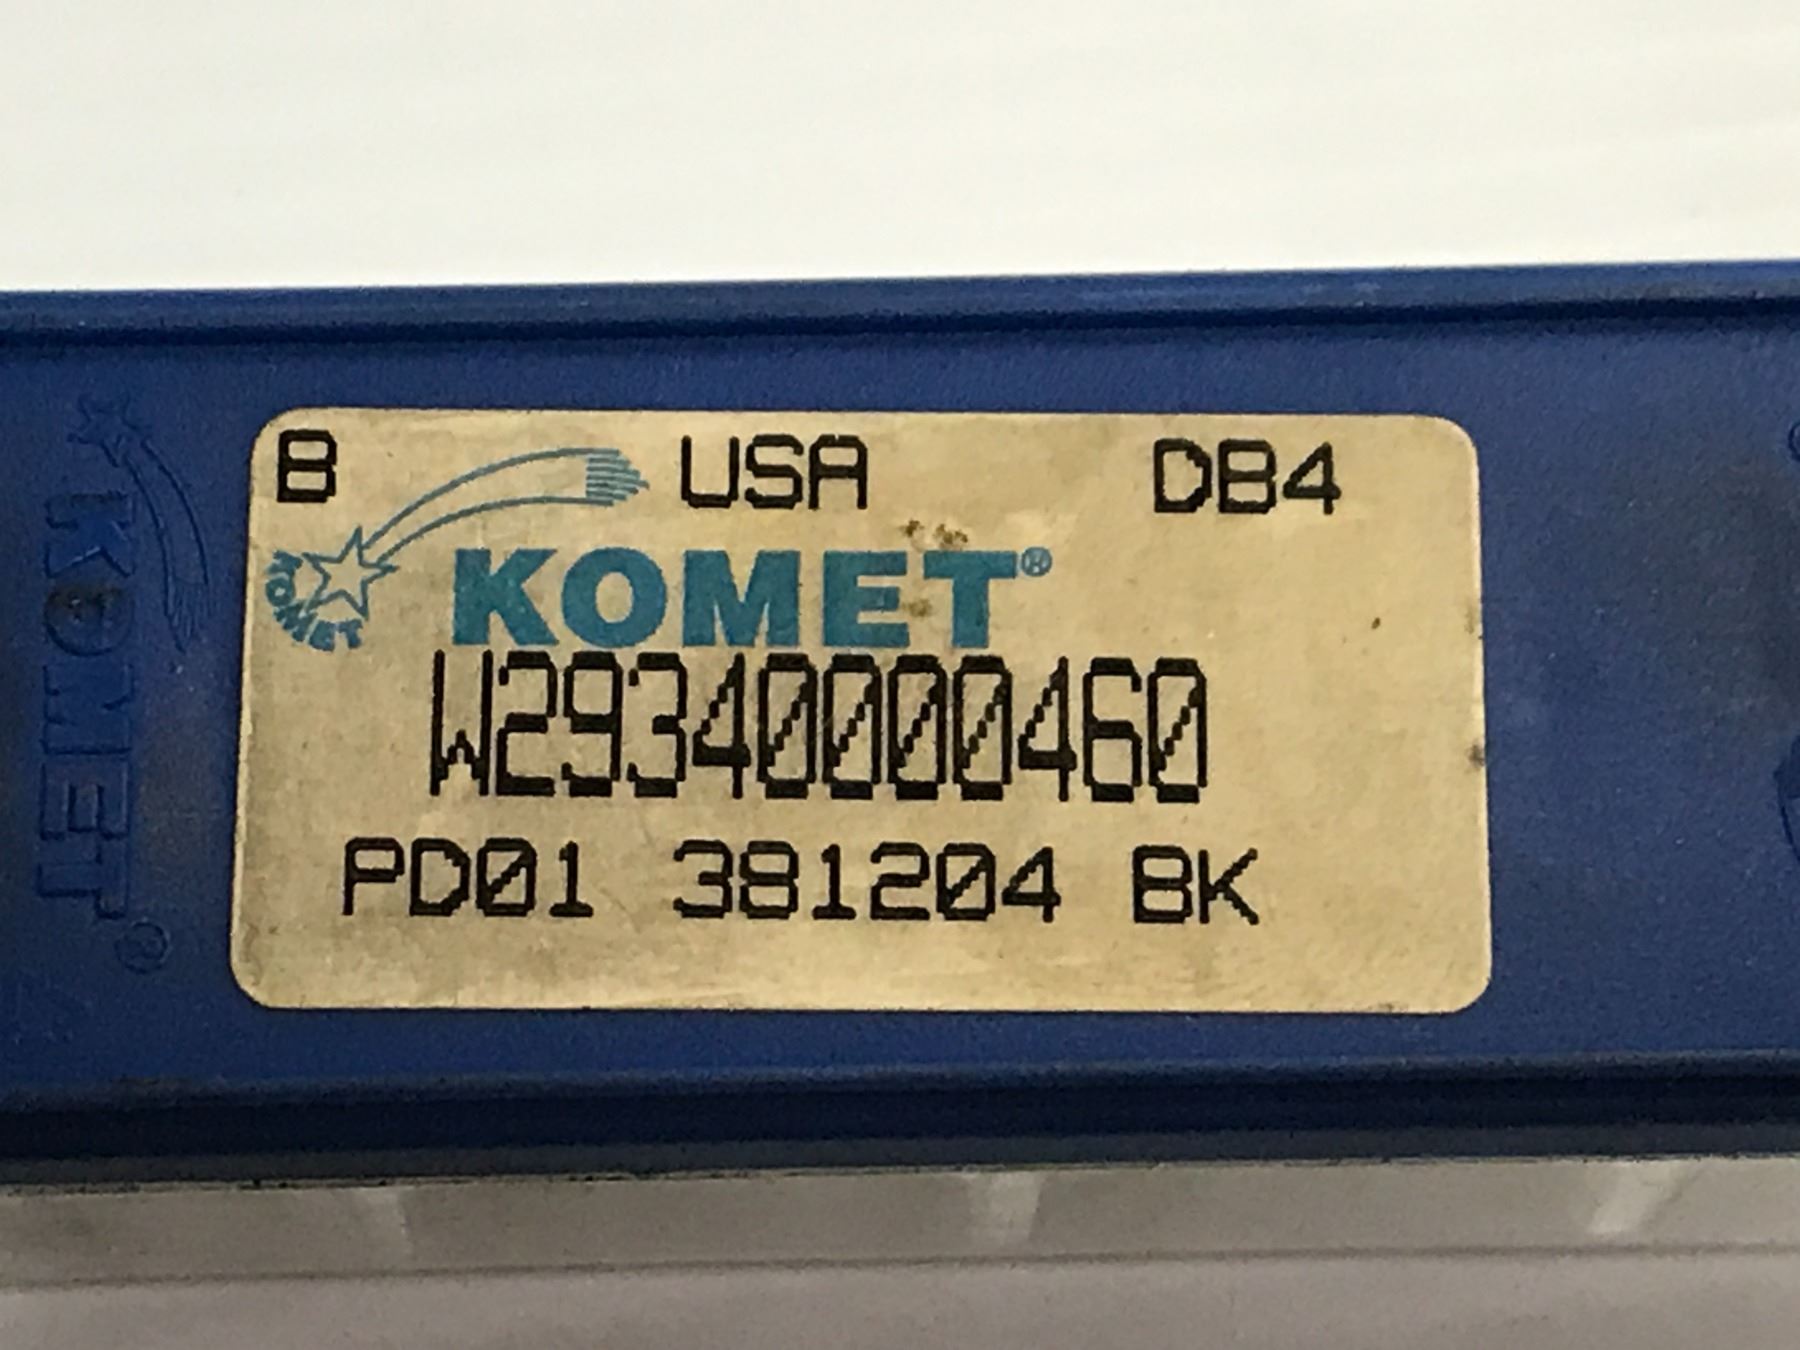 KOMET®
B USA DB4
KOMET
KOMET®
W29340000460
PD01 381204 BK